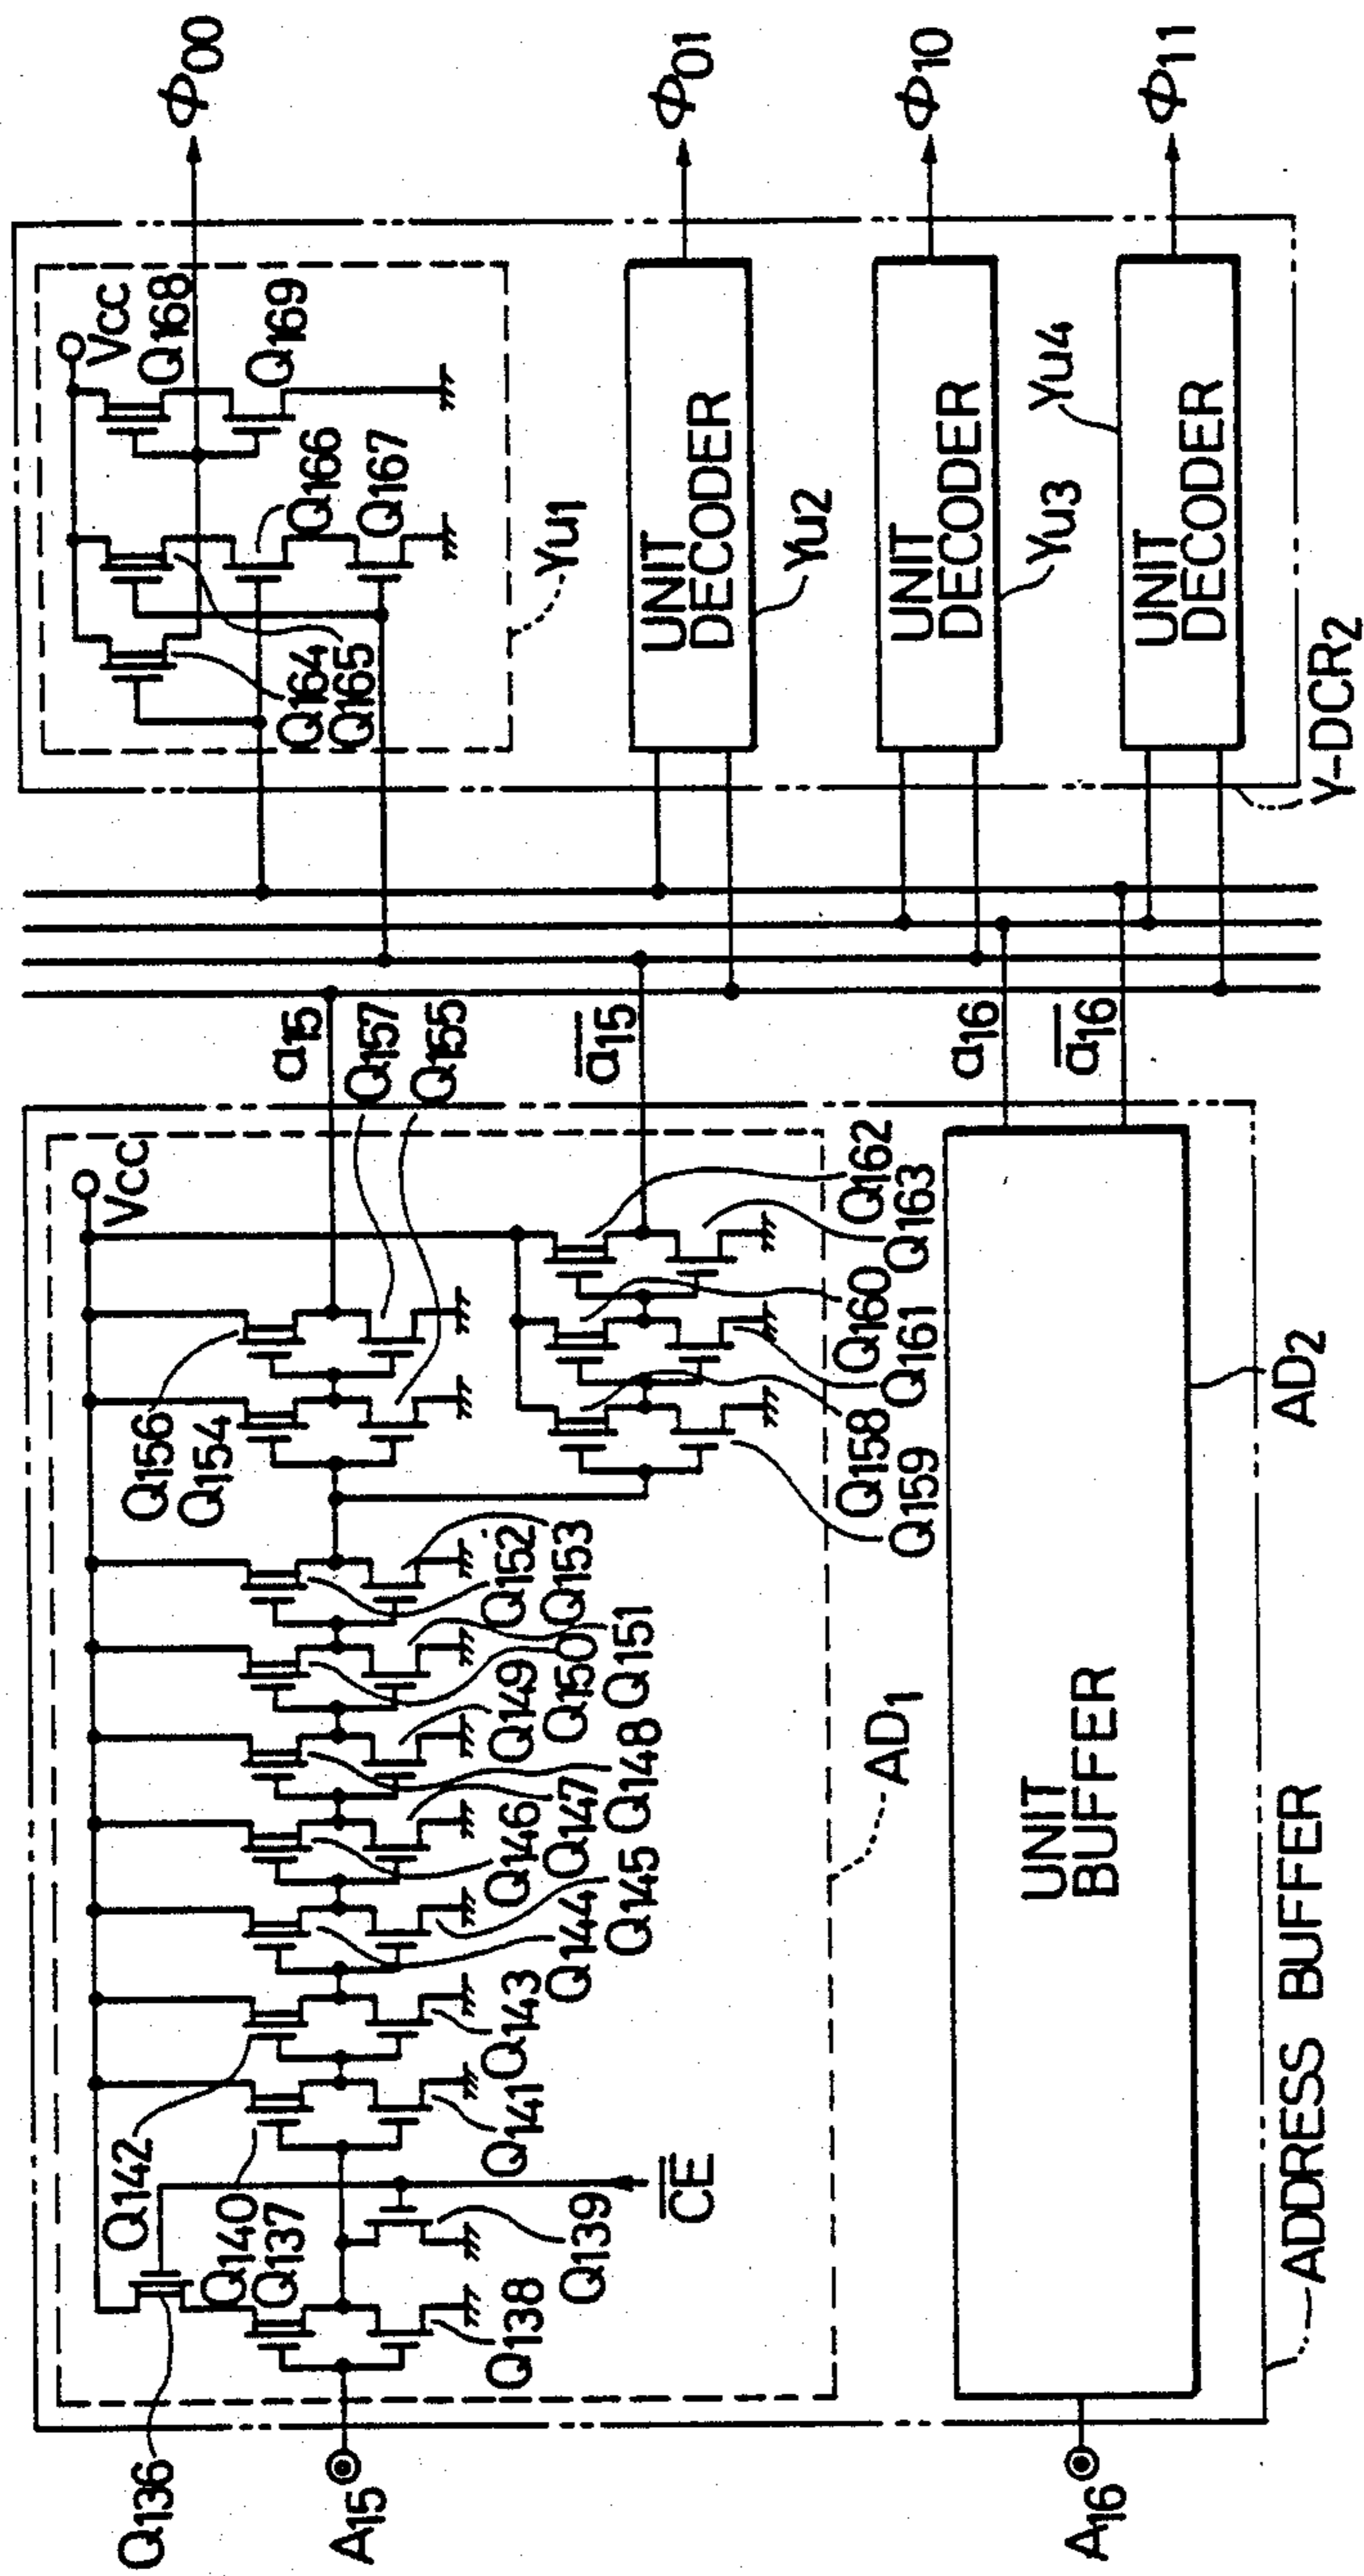 Q136
A15
Q142
Q140
Q137
Q138
Q139
CE
Q141
Q143
Q144
Q145
Q146
Q147
Q148
Q149
Q150
Q151
Q152
Q153
Q156
Q154
Vcc
a15
Q157
Q155
a15
Q162
Q163
Q160
Q161
Q158
Q159
AD1
A16
UNIT
BUFFER
AD2
a16
a16
ADDRESS BUFFER
Vcc
Q168
Q169
Q166
Q167
Q164
Q165
Yu1
ϕ00
UNIT
DECODER
Yu2
ϕ01
UNIT
DECODER
Yu3
ϕ10
UNIT
DECODER
Yu4
ϕ11
Y-DCR2